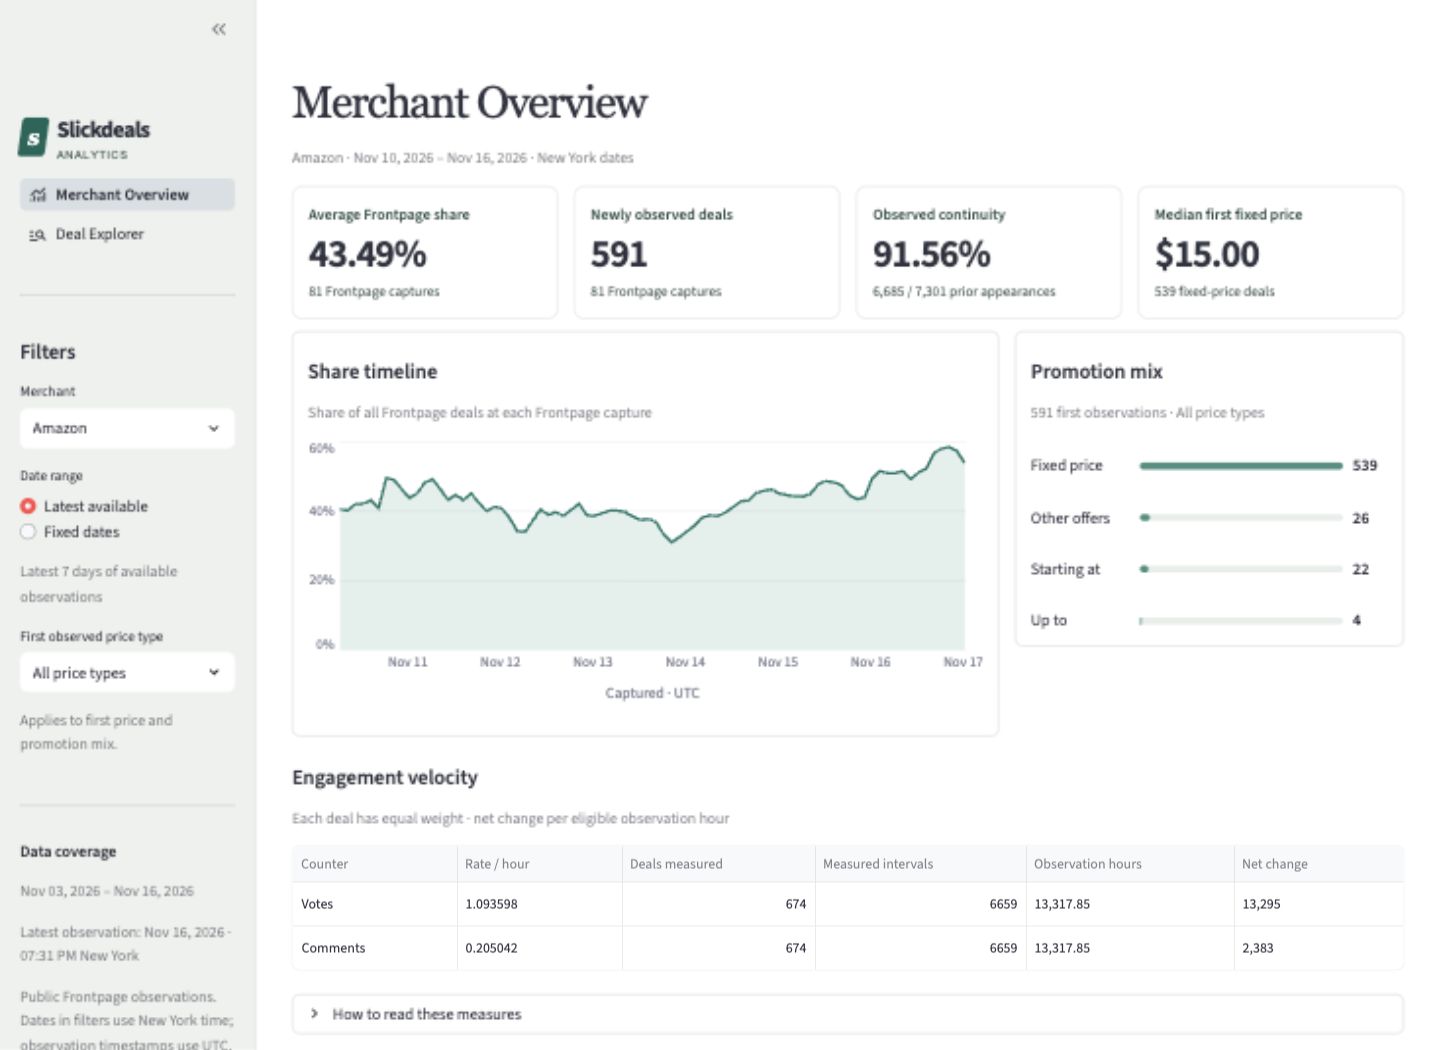 Slickdeals
ANALYTICS
Merchant Overview
Deal Explorer
Filters
Merchant
Amazon
Date range
Latest available
Fixed dates
Latest 7 days of available
observations
First observed price type
All price types
Applies to first price and
promotion mix.
Data coverage
Nov 03, 2026 – Nov 16, 2026
Latest observation: Nov 16, 2026 ·
07:31 PM New York
Public Frontpage observations.
Dates in filters use New York time;
observation timestamps use UTC.
Merchant Overview
Amazon · Nov 10, 2026 – Nov 16, 2026 · New York dates
Average Frontpage share
43.49%
81 Frontpage captures
Newly observed deals
591
81 Frontpage captures
Observed continuity
91.56%
6,685 / 7,301 prior appearances
Median first fixed price
$15.00
539 fixed-price deals
Share timeline
Share of all Frontpage deals at each Frontpage capture
60%
40%
20%
0%
Nov 11 Nov 12 Nov 13 Nov 14 Nov 15 Nov 16 Nov 17
Captured · UTC
Promotion mix
591 first observations · All price types
Fixed price 539
Other offers 26
Starting at 22
Up to 4
Engagement velocity
Each deal has equal weight · net change per eligible observation hour
Counter Rate / hour Deals measured Measured intervals Observation hours Net change
Votes 1.093598 674 6659 13,317.85 13,295
Comments 0.205042 674 6659 13,317.85 2,383
How to read these measures